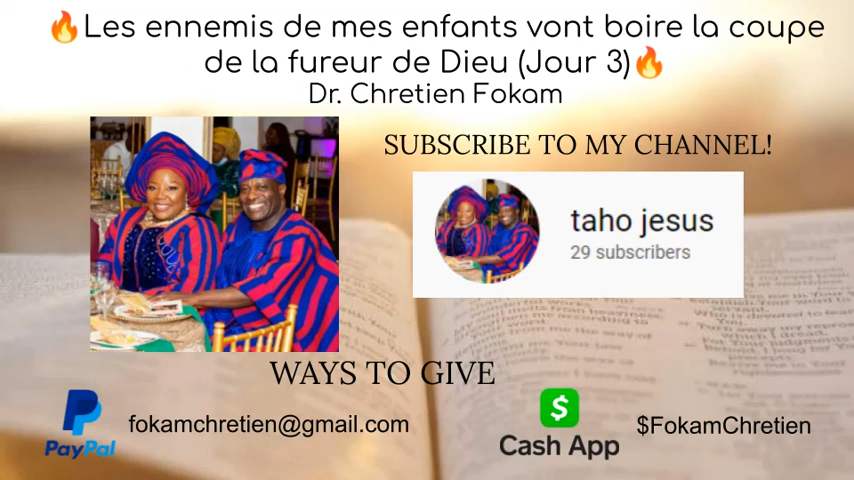 🔥Les ennemis de mes enfants vont boire la coupe
de la fureur de Dieu (Jour 3)🔥
Dr. Chretien Fokam
SUBSCRIBE TO MY CHANNEL!
taho jesus
29 subscribers
WAYS TO GIVE
PayPal
fokamchretien@gmail.com
$
Cash App
$FokamChretien